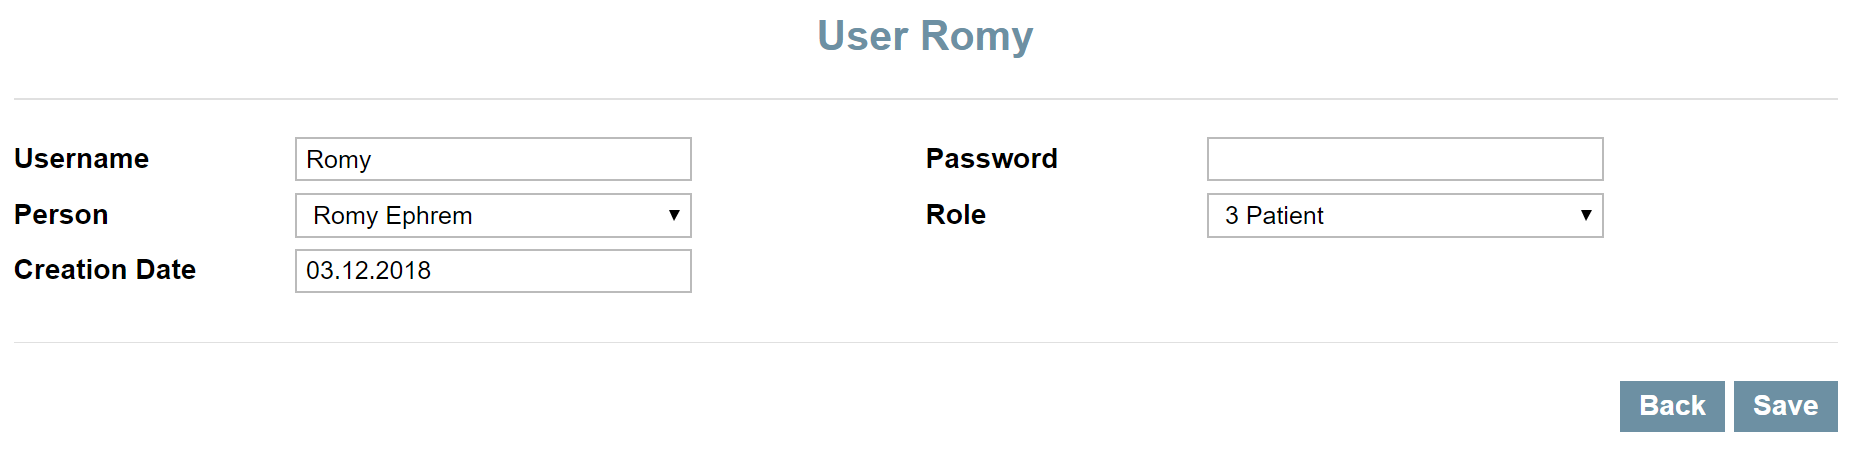 User Romy
Username Romy Password
Person Romy Ephrem Role 3 Patient
Creation Date 03.12.2018
Back Save